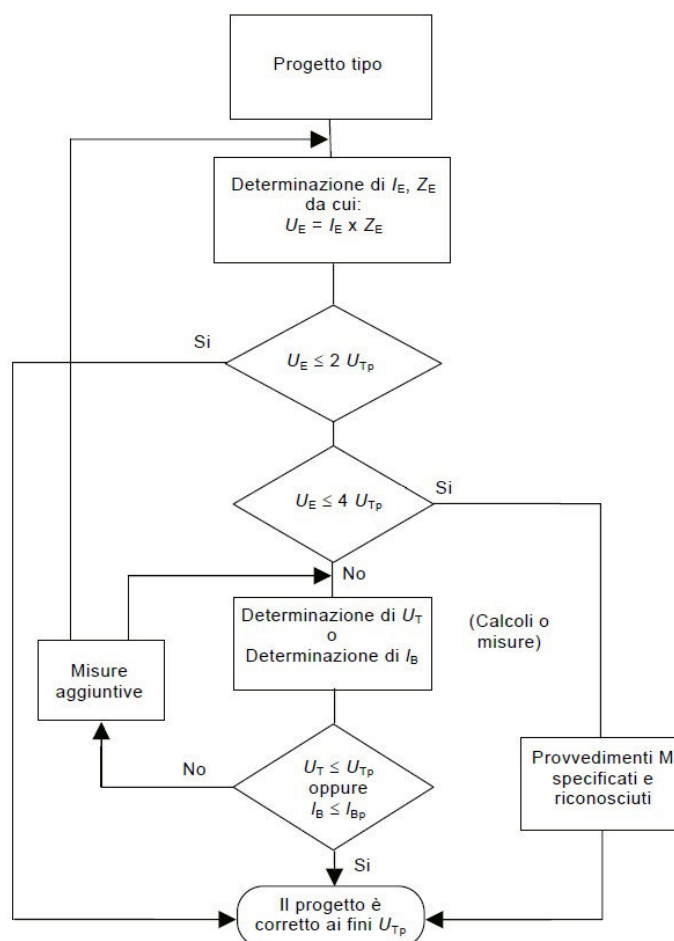 Progetto tipo
Determinazione di I_E, Z_E
da cui:
U_E = I_E x Z_E
Si
U_E ≤ 2 U_Tp
U_E ≤ 4 U_Tp
Si
No
Determinazione di U_T
o
Determinazione di I_B
(Calcoli o
misure)
Misure
aggiuntive
No
U_T ≤ U_Tp
oppure
I_B ≤ I_Bp
Provvedimenti M
specificati e
riconosciuti
Si
Il progetto è
corretto ai fini U_Tp